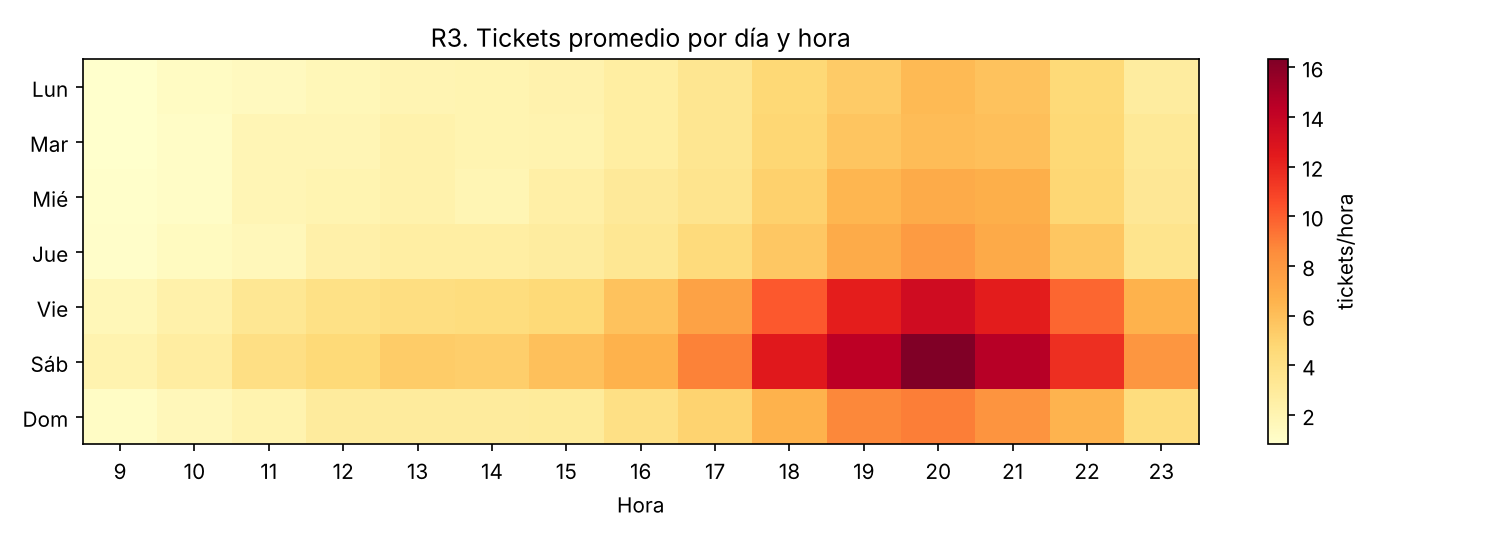 R3. Tickets promedio por día y hora
Lun
Mar
Mié
Jue
Vie
Sáb
Dom
9 10 11 12 13 14 15 16 17 18 19 20 21 22 23
Hora
16
14
12
10
8
6
4
2
tickets/hora